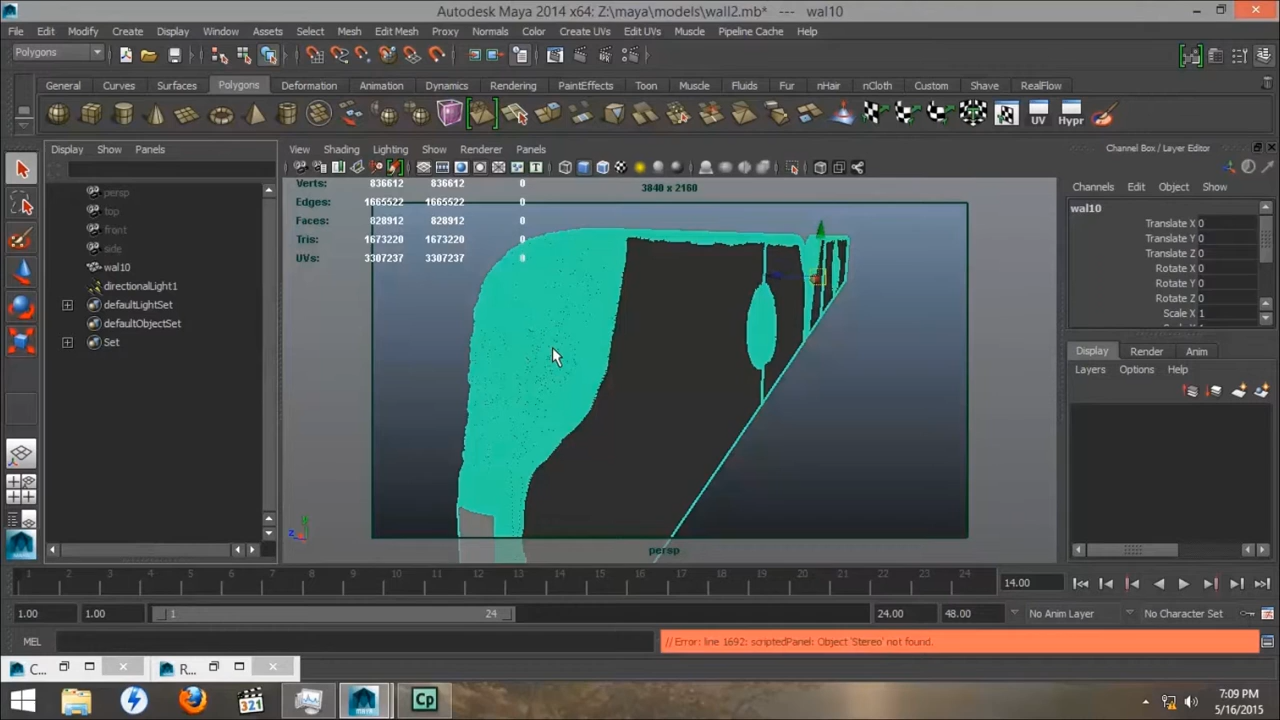 Autodesk Maya 2014 x64: Z:\maya\models\wall2.mb* --- wal10
File Edit Modify Create Display Window Assets Select Mesh Edit Mesh Proxy Normals Color Create UVs Edit UVs Muscle Pipeline Cache Help
Polygons
General Curves Surfaces Polygons Deformation Animation Dynamics Rendering PaintEffects Toon Muscle Fluids Fur nHair nCloth Custom Shave RealFlow
UV Hypr
Display Show Panels
View Shading Lighting Show Renderer Panels
Channel Box / Layer Editor
Channels Edit Object Show
persp
top
front
side
wal10
directionalLight1
defaultLightSet
defaultObjectSet
Set
Verts: 836612 836612 0
Edges: 1665522 1665522 0
Faces: 828912 828912 0
Tris: 1673220 1673220 0
UVs: 3307237 3307237 0
3840 x 2160
persp
wal10
Translate X 0
Translate Y 0
Translate Z 0
Rotate X 0
Rotate Y 0
Rotate Z 0
Scale X 1
Display Render Anim
Layers Options Help
1 2 3 4 5 6 7 8 9 10 11 12 13 14 15 16 17 18 19 20 21 22 23 24
14.00
1.00 1.00 1 24 24.00 48.00 No Anim Layer No Character Set
MEL
// Error: line 1692: scriptedPanel: Object 'Stereo' not found.
C... R...
321
Cp
7:09 PM
5/16/2015